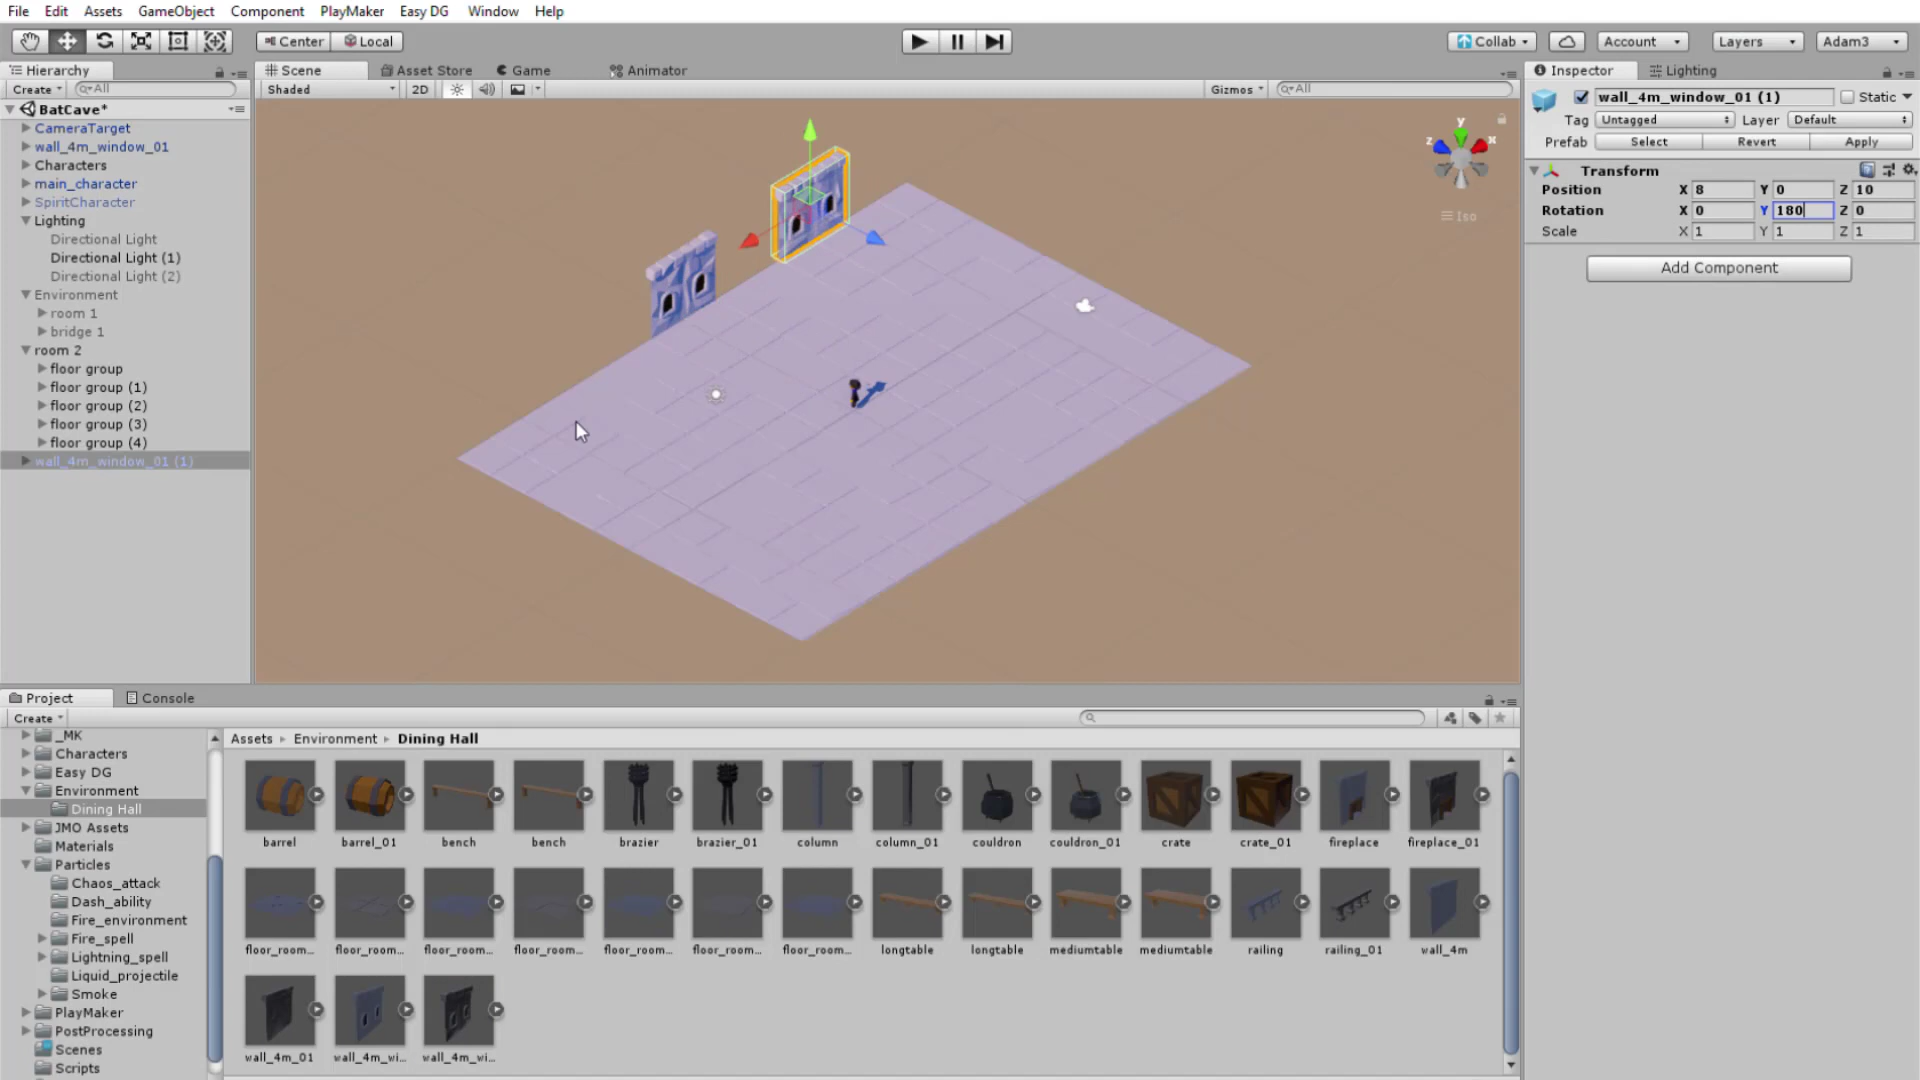 File Edit Assets GameObject Component PlayMaker Easy DG Window Help
Center Local Collab Account Layers Adam3
Hierarchy
Create All
BatCave*
CameraTarget
wall_4m_window_01
Characters
main_character
SpiritCharacter
Lighting
Directional Light
Directional Light (1)
Directional Light (2)
Environment
room 1
bridge 1
room 2
floor group
floor group (1)
floor group (2)
floor group (3)
floor group (4)
wall_4m_window_01 (1)
Scene Asset Store Game Animator
Shaded 2D Gizmos All
y
z x
Iso
Inspector Lighting
wall_4m_window_01 (1) Static
Tag Untagged Layer Default
Prefab Select Revert Apply
Transform
Position X 8 Y 0 Z 10
Rotation X 0 Y 180 Z 0
Scale X 1 Y 1 Z 1
Add Component
Project Console
Create
_MK
Characters
Easy DG
Environment
Dining Hall
JMO Assets
Materials
Particles
Chaos_attack
Dash_ability
Fire_environment
Fire_spell
Lightning_spell
Liquid_projectile
Smoke
PlayMaker
PostProcessing
Scenes
Scripts
Assets Environment Dining Hall
barrel barrel_01 bench bench brazier brazier_01 column column_01 couldron couldron_01 crate crate_01 fireplace fireplace_01
floor_room... floor_room... floor_room... floor_room... floor_room... floor_room... floor_room... longtable longtable mediumtable mediumtable railing railing_01 wall_4m
wall_4m_01 wall_4m_wi... wall_4m_wi...